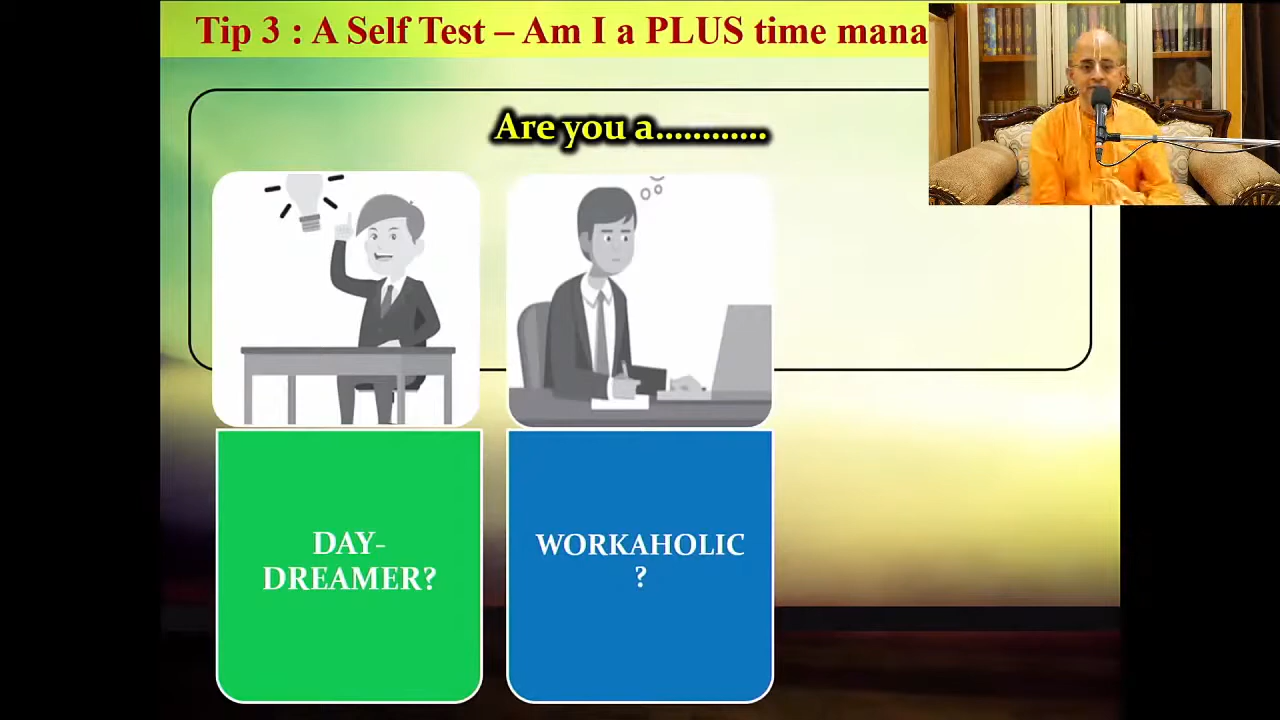 Tip 3 : A Self Test – Am I a PLUS time mana
Are you a............
DAY-
DREAMER?
WORKAHOLIC
?